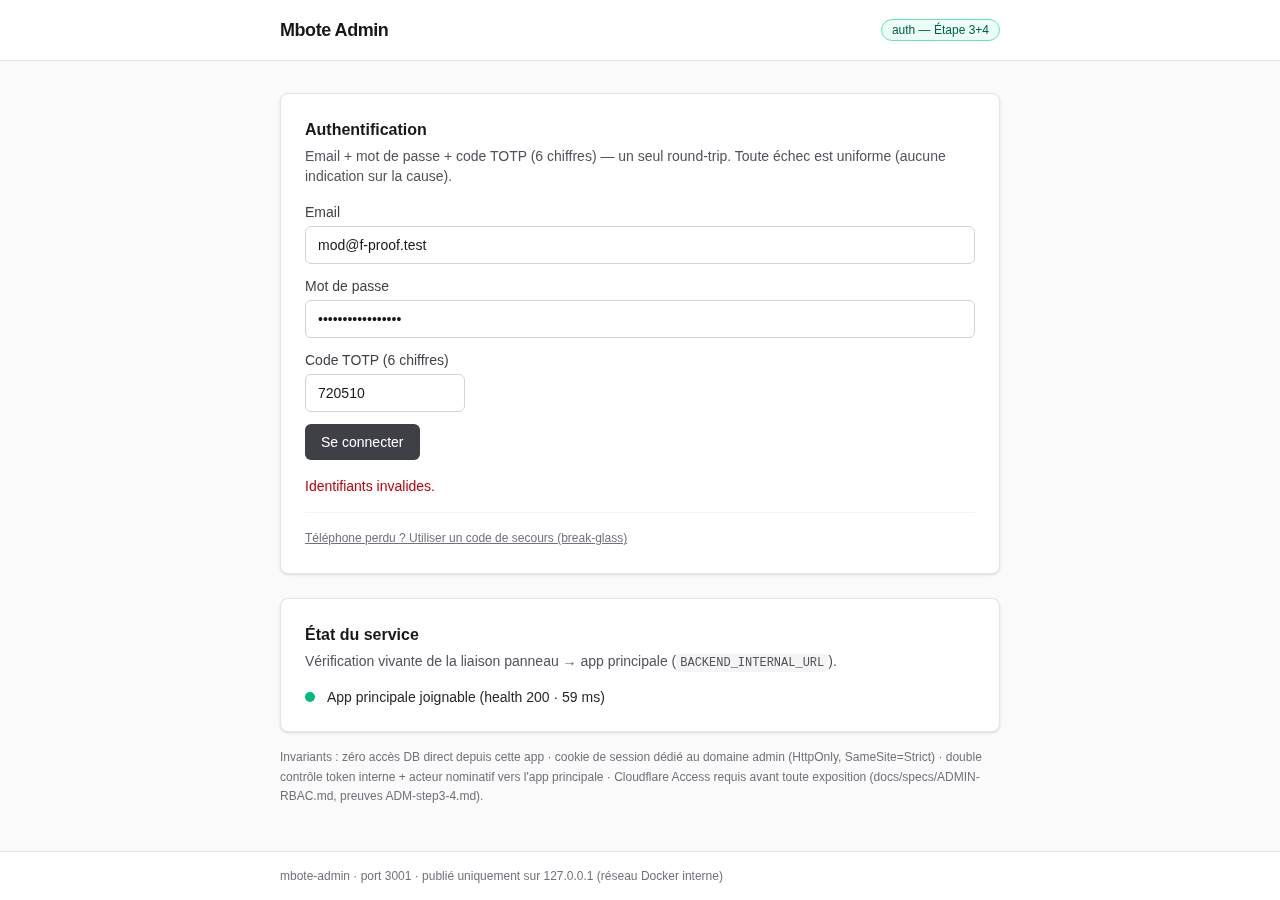 Mbote Admin
auth — Étape 3+4
Authentification
Email + mot de passe + code TOTP (6 chiffres) — un seul round-trip. Toute échec est uniforme (aucune
indication sur la cause).
Email
mod@f-proof.test
Mot de passe
•••••••••••••••••
Code TOTP (6 chiffres)
720510
Se connecter
Identifiants invalides.
Téléphone perdu ? Utiliser un code de secours (break-glass)
État du service
Vérification vivante de la liaison panneau → app principale ( BACKEND_INTERNAL_URL ).
App principale joignable (health 200 · 59 ms)
Invariants : zéro accès DB direct depuis cette app · cookie de session dédié au domaine admin (HttpOnly, SameSite=Strict) · double
contrôle token interne + acteur nominatif vers l'app principale · Cloudflare Access requis avant toute exposition (docs/specs/ADMIN-
RBAC.md, preuves ADM-step3-4.md).
mbote-admin · port 3001 · publié uniquement sur 127.0.0.1 (réseau Docker interne)